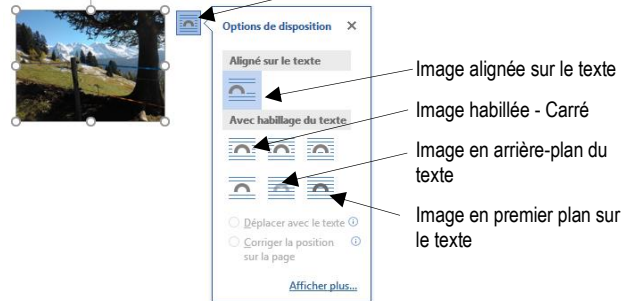 Options de disposition
Aligné sur le texte
Avec habillage du texte
Déplacer avec le texte
Corriger la position
sur la page
Afficher plus...
Image alignée sur le texte
Image habillée - Carré
Image en arrière-plan du
texte
Image en premier plan sur
le texte